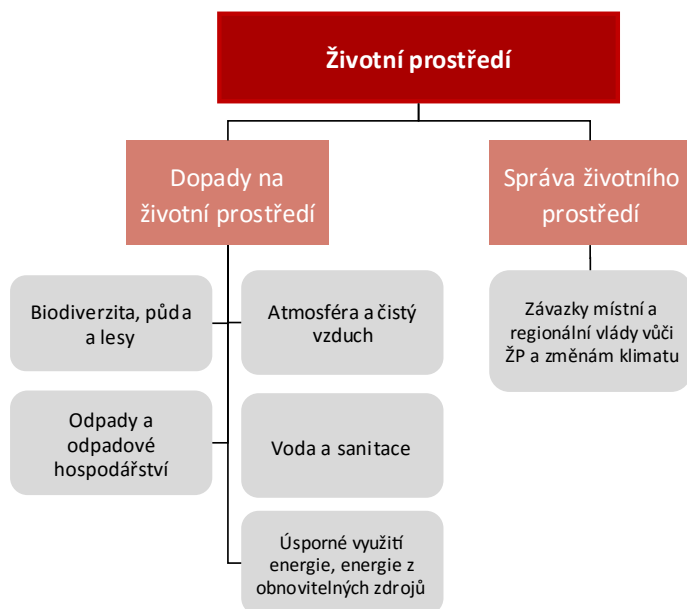 Životní prostředí
Dopady na
životní prostředí
Správa životního
prostředí
Biodiverzita, půda
a lesy
Atmosféra a čistý
vzduch
Závazky místní a
regionální vlády vůči
ŽP a změnám klimatu
Odpady a
odpadové
hospodářství
Voda a sanitace
Úsporné využití
energie, energie z
obnovitelných zdrojů